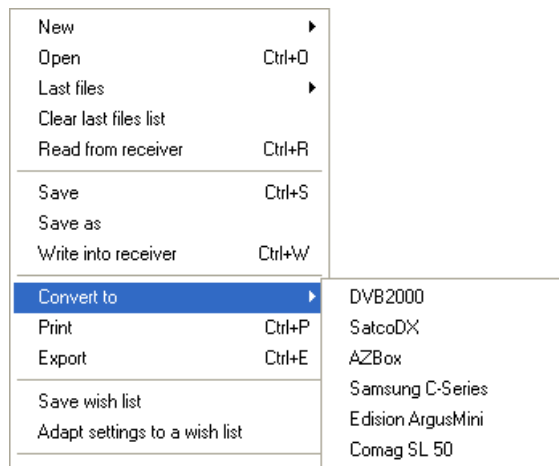 New
Open Ctrl+O
Last files
Clear last files list
Read from receiver Ctrl+R
Save Ctrl+S
Save as
Write into receiver Ctrl+W
Convert to
Print Ctrl+P
Export Ctrl+E
Save wish list
Adapt settings to a wish list
DVB2000
SatcoDX
AZBox
Samsung C-Series
Edision ArgusMini
Comag SL 50